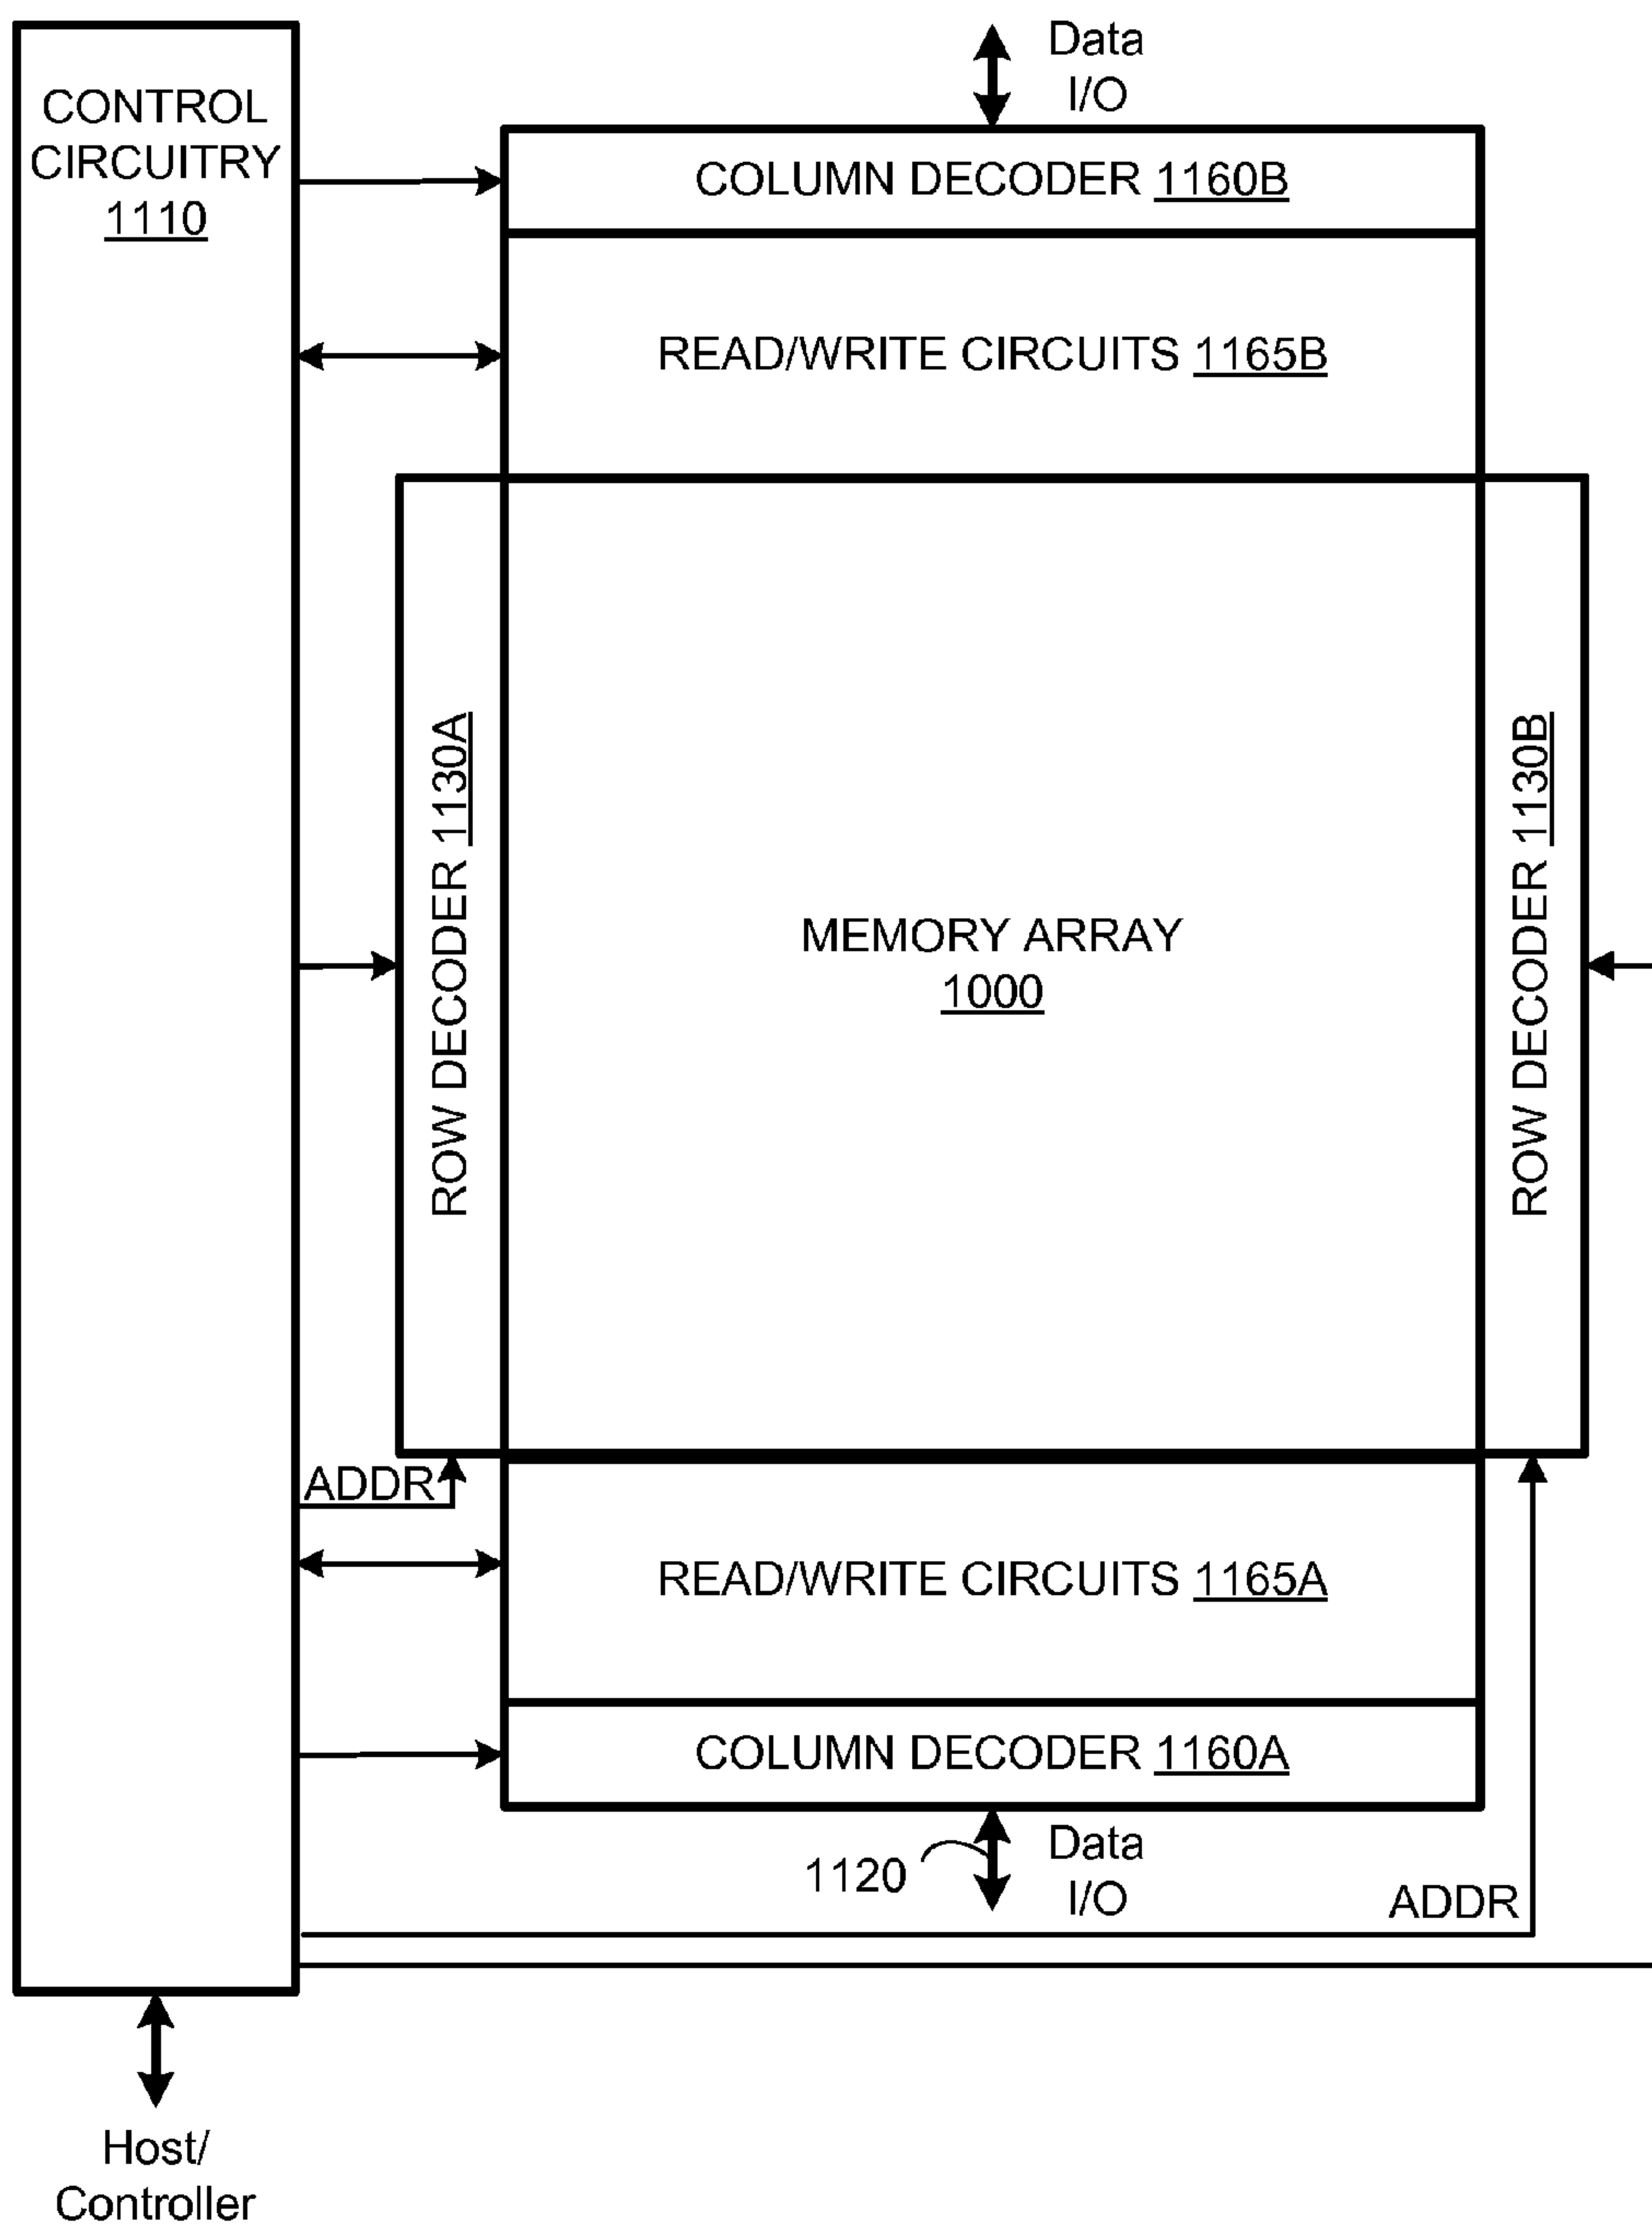 Data
I/O
CONTROL
CIRCUITRY
1110
COLUMN DECODER 1160B
READ/WRITE CIRCUITS 1165B
ROW DECODER 1130A
MEMORY ARRAY
1000
ROW DECODER 1130B
ADDR
READ/WRITE CIRCUITS 1165A
COLUMN DECODER 1160A
1120
Data
I/O
ADDR
Host/
Controller